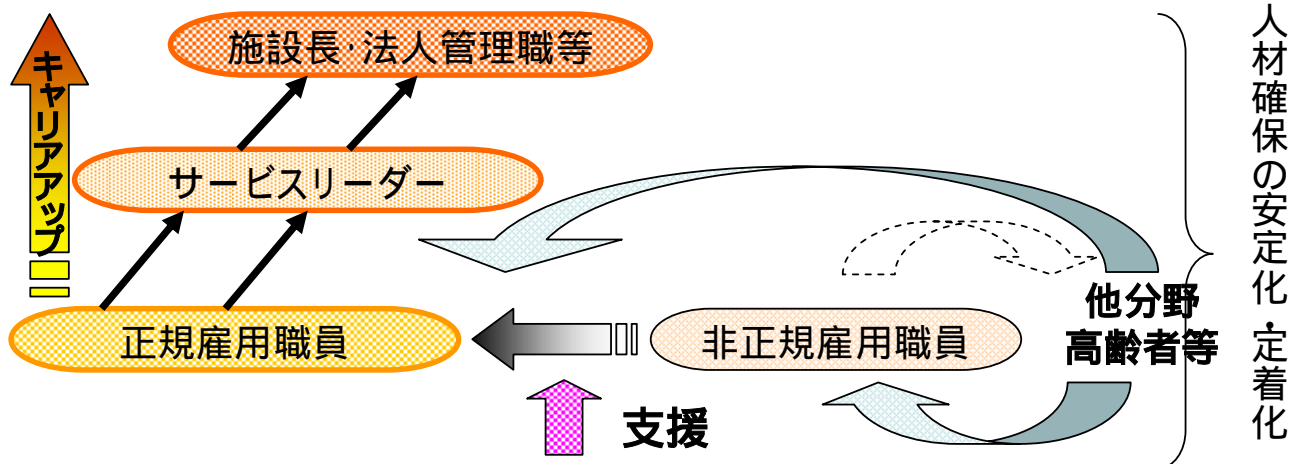 施設長・法人管理職等
キャリアアップ
サービスリーダー
正規雇用職員
非正規雇用職員
他分野
高齢者等
支援
人材確保の安定化・定着化